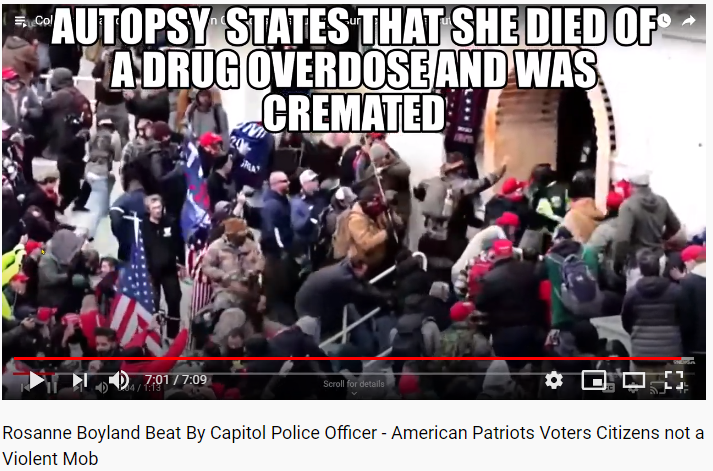 AUTOPSY STATES THAT SHE DIED OF
A DRUG OVERDOSE AND WAS
CREMATED
7:01 / 7:09
Scroll for details
Rosanne Boyland Beat By Capitol Police Officer - American Patriots Voters Citizens not a
Violent Mob